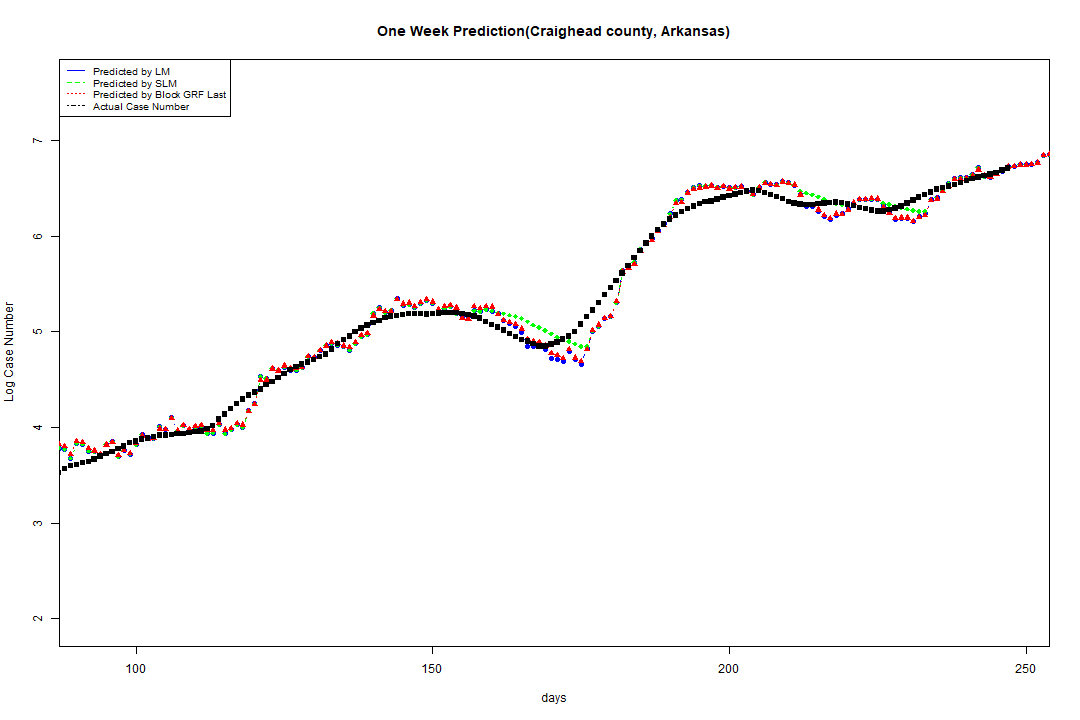 One Week Prediction(Craighead county, Arkansas)
Predicted by LM
Predicted by SLM
Predicted by Block GRF Last
Actual Case Number
Log Case Number
7
6
5
4
3
2
100 150 200 250
days